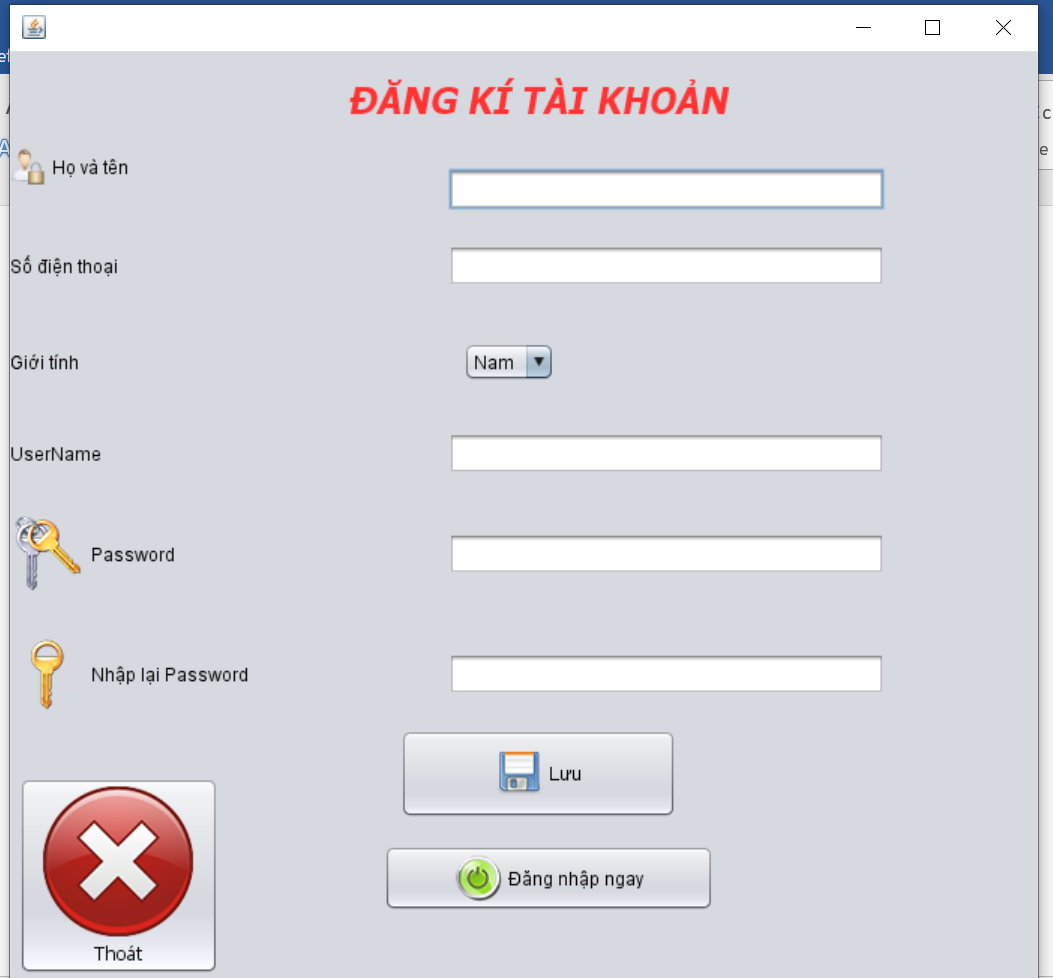 ĐĂNG KÍ TÀI KHOẢN
Họ và tên
Số điện thoại
Giới tính
Nam
UserName
Password
Nhập lại Password
Lưu
Đăng nhập ngay
Thoát